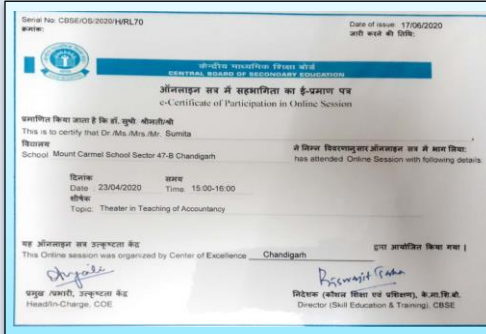 Serial No: CBSE/OS/2020/H/RL70
क्रमांक:
Date of issue: 17/06/2020
जारी करने की तिथि:
केन्द्रीय माध्यमिक शिक्षा बोर्ड
CENTRAL BOARD OF SECONDARY EDUCATION
ऑनलाइन सत्र में सहभागिता का ई-प्रमाण पत्र
e-Certificate of Participation in Online Session
प्रमाणित किया जाता है कि डॉ. सुश्री श्रीमती/श्री
This is to certify that Dr /Ms /Mrs /Mr. Sumita
विद्यालय
School Mount Carmel School Sector 47-B Chandigarh
ने निम्न विवरणानुसार ऑनलाइन सत्र में भाग लिया:
has attended Online Session with following details
दिनांक समय
Date : 23/04/2020 Time 15:00-16:00
शीर्षक
Topic: Theater in Teaching of Accountancy
यह ऑनलाइन सत्र उत्कृष्टता केंद्र द्वारा आयोजित किया गया |
This Online session was organized by Center of Excellence Chandigarh
Biswajit Saha
प्रमुख /प्रभारी, उत्कृष्टता केंद्र
Head/In-Charge, COE
निदेशक (कौशल शिक्षा एवं प्रशिक्षण), के.मा.शि.बो.
Director (Skill Education & Training), CBSE